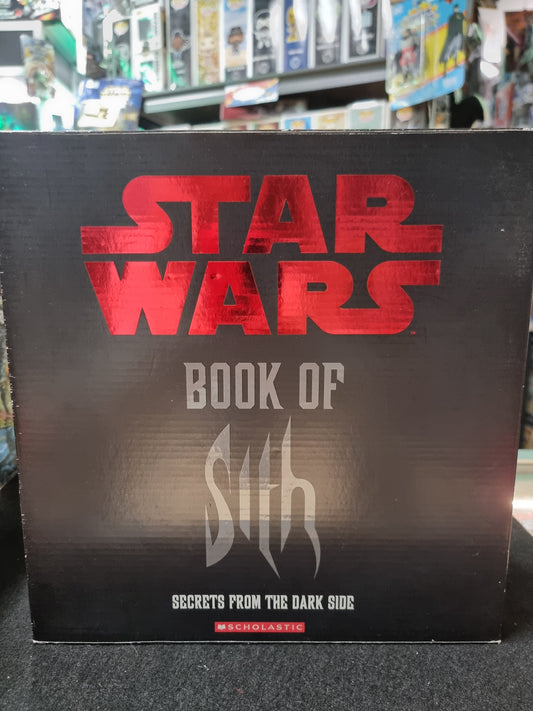 STAR
WARS
BOOK OF
Sith
SECRETS FROM THE DARK SIDE
SCHOLASTIC